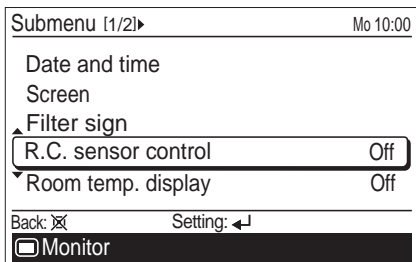 Submenu [1/2]▶ Mo 10:00
Date and time
Screen
Filter sign
R.C. sensor control Off
Room temp. display Off
Back: Setting:
Monitor